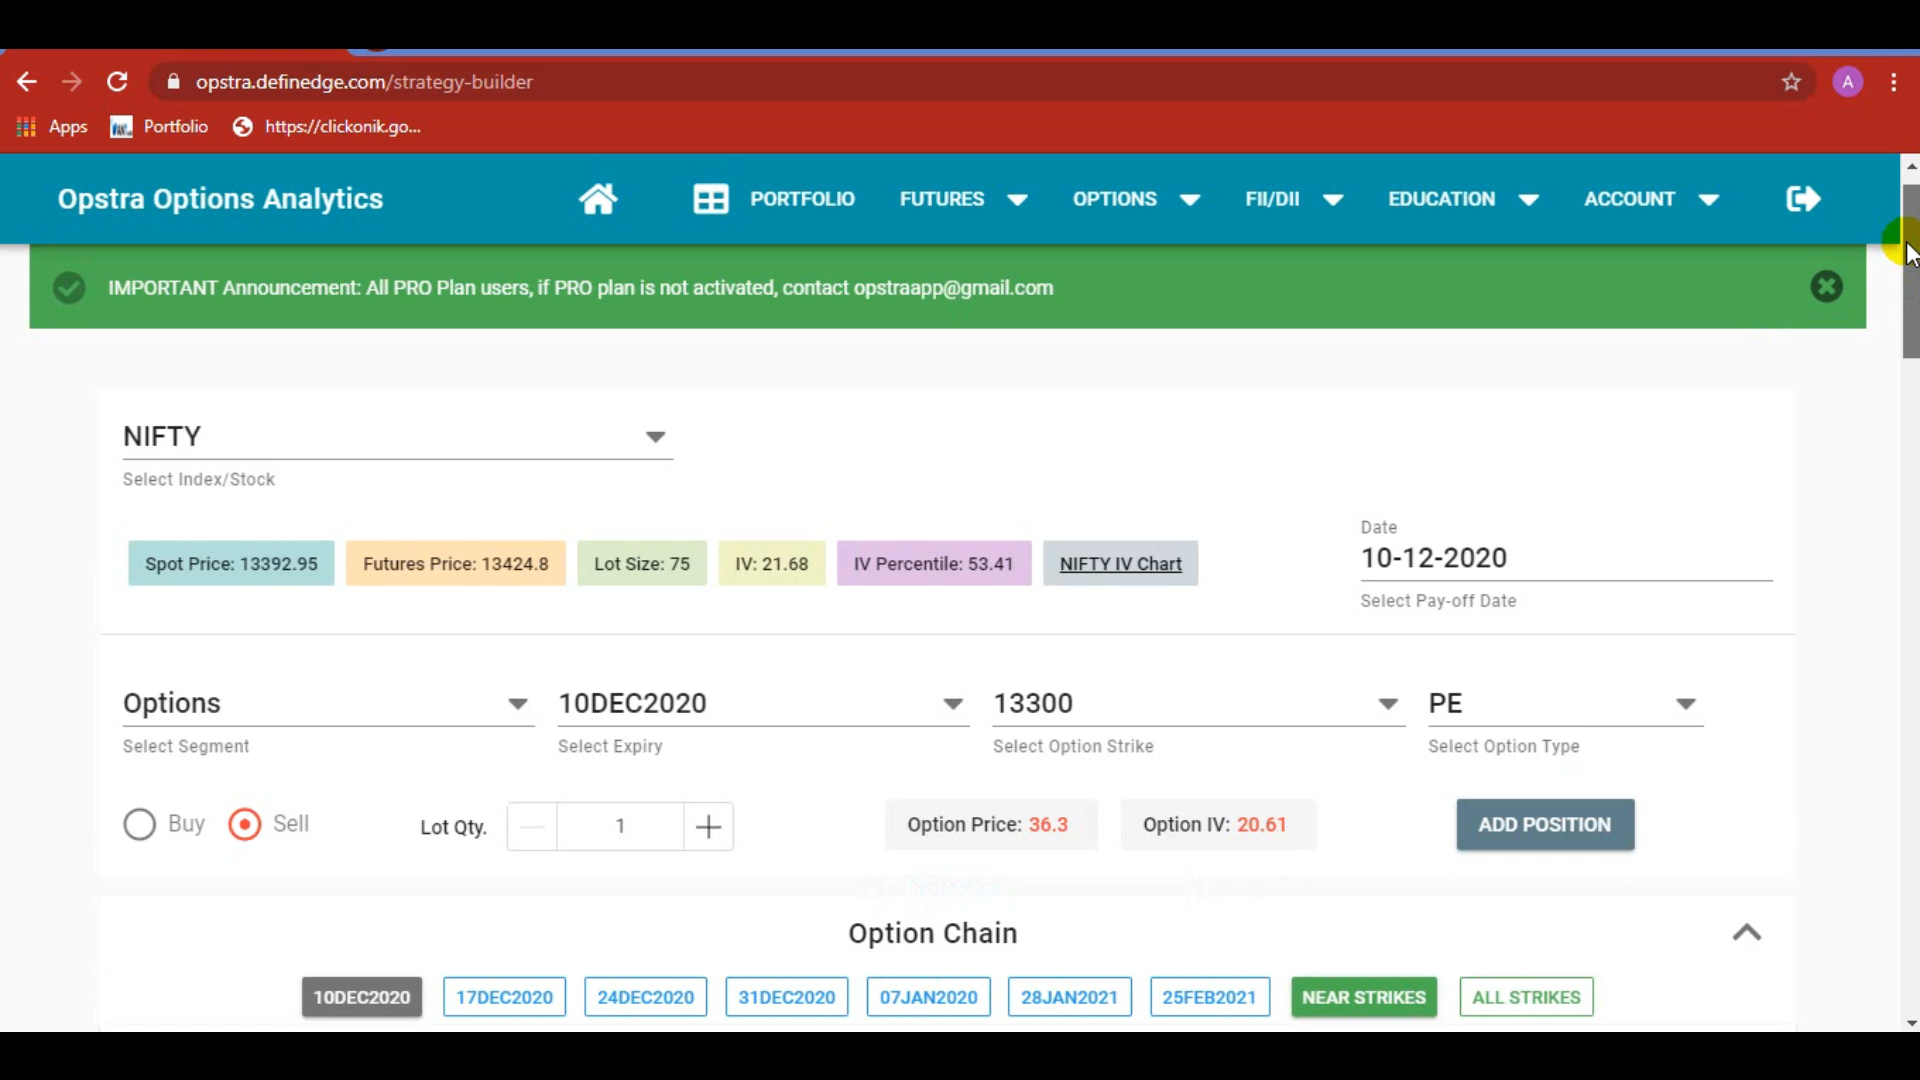 opstra.definedge.com/strategy-builder
A
Apps
Portfolio
https://clickonik.go...
Opstra Options Analytics
PORTFOLIO
FUTURES
OPTIONS
FII/DII
EDUCATION
ACCOUNT
IMPORTANT Announcement: All PRO Plan users, if PRO plan is not activated, contact opstraapp@gmail.com
NIFTY
Select Index/Stock
Spot Price: 13392.95
Futures Price: 13424.8
Lot Size: 75
IV: 21.68
IV Percentile: 53.41
NIFTY IV Chart
Date
10-12-2020
Select Pay-off Date
Options
Select Segment
10DEC2020
Select Expiry
13300
Select Option Strike
PE
Select Option Type
Buy
Sell
Lot Qty.
1
Option Price: 36.3
Option IV: 20.61
ADD POSITION
Option Chain
10DEC2020
17DEC2020
24DEC2020
31DEC2020
07JAN2020
28JAN2021
25FEB2021
NEAR STRIKES
ALL STRIKES